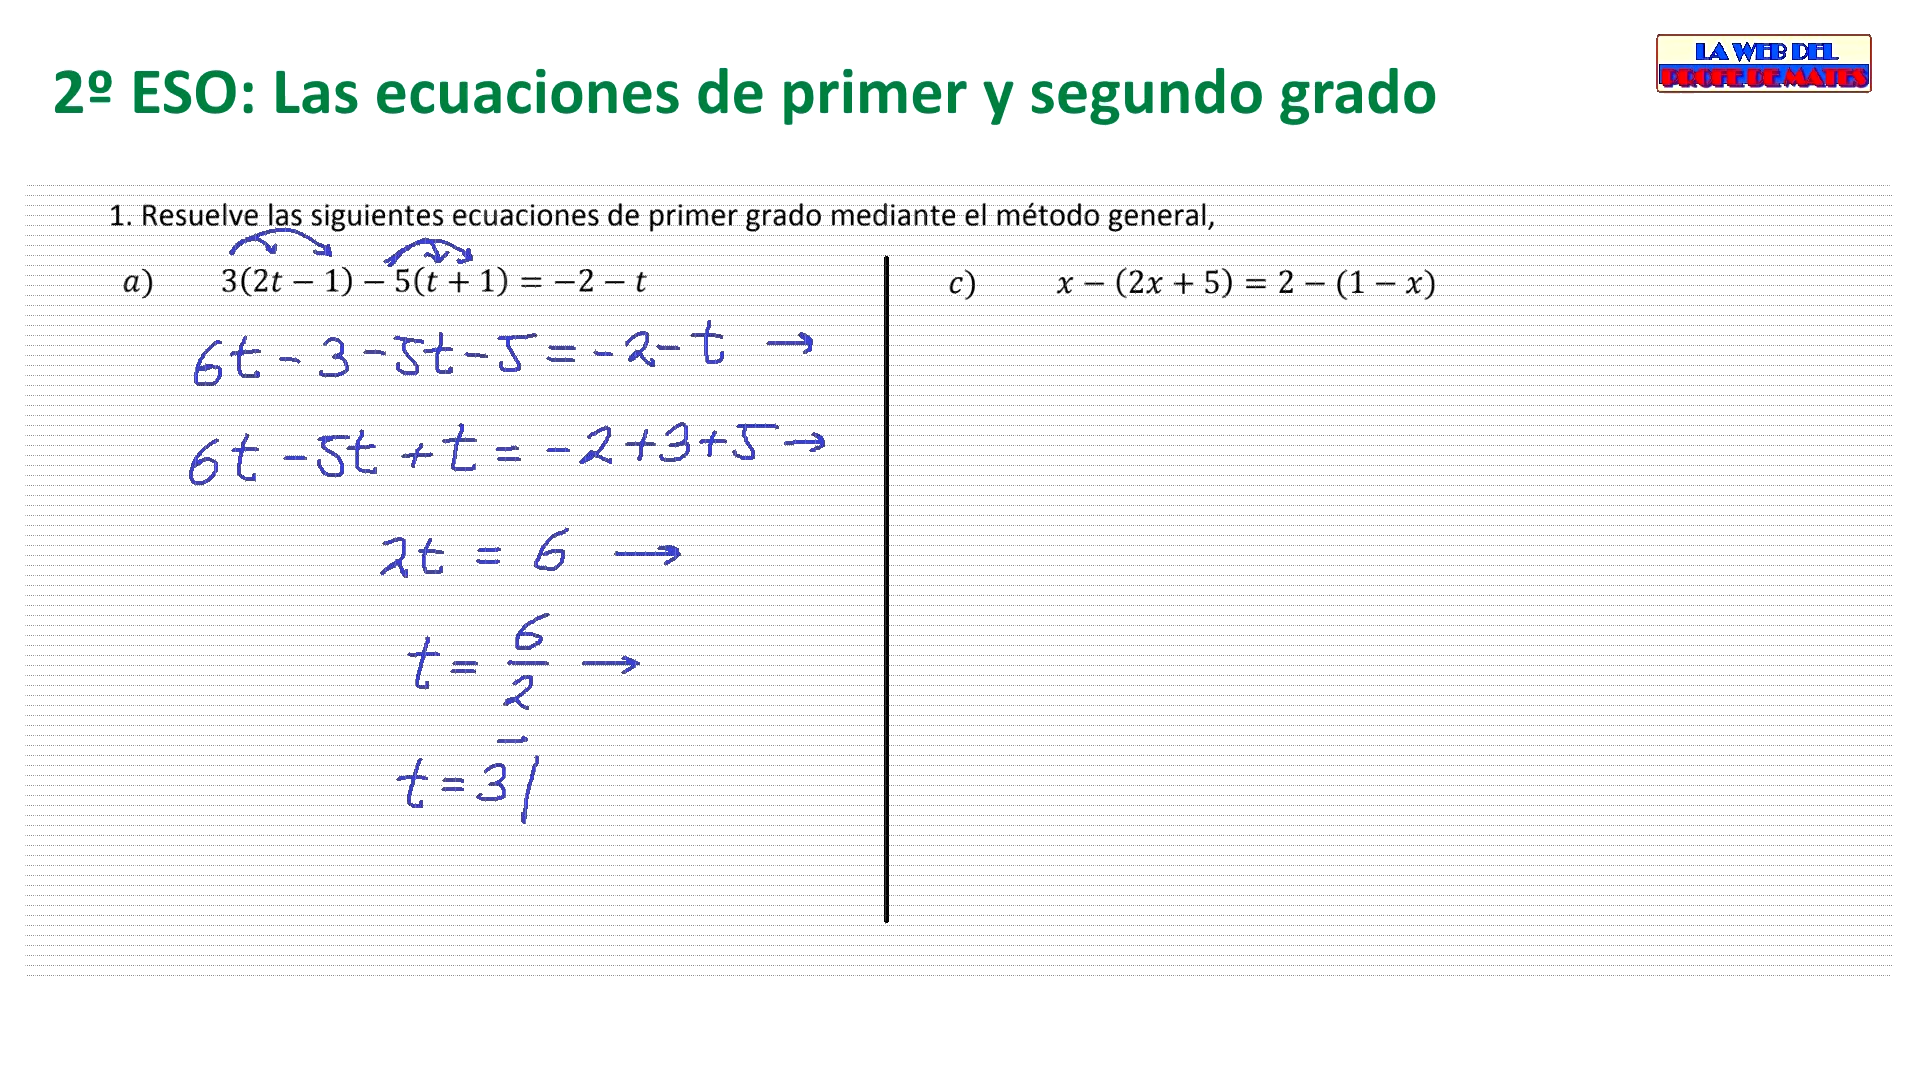 2º ESO: Las ecuaciones de primer y segundo grado
LA WEB DEL
PROFE DE MATES
1. Resuelve las siguientes ecuaciones de primer grado mediante el método general,
a) 3(2t − 1) − 5(t + 1) = −2 − t
6t - 3 - 5t - 5 = - 2 - t →
6t - 5t + t = - 2 + 3 + 5 →
2t = 6 →
t = 6/2 →
t = 3
c) x − (2x + 5) = 2 − (1 − x)